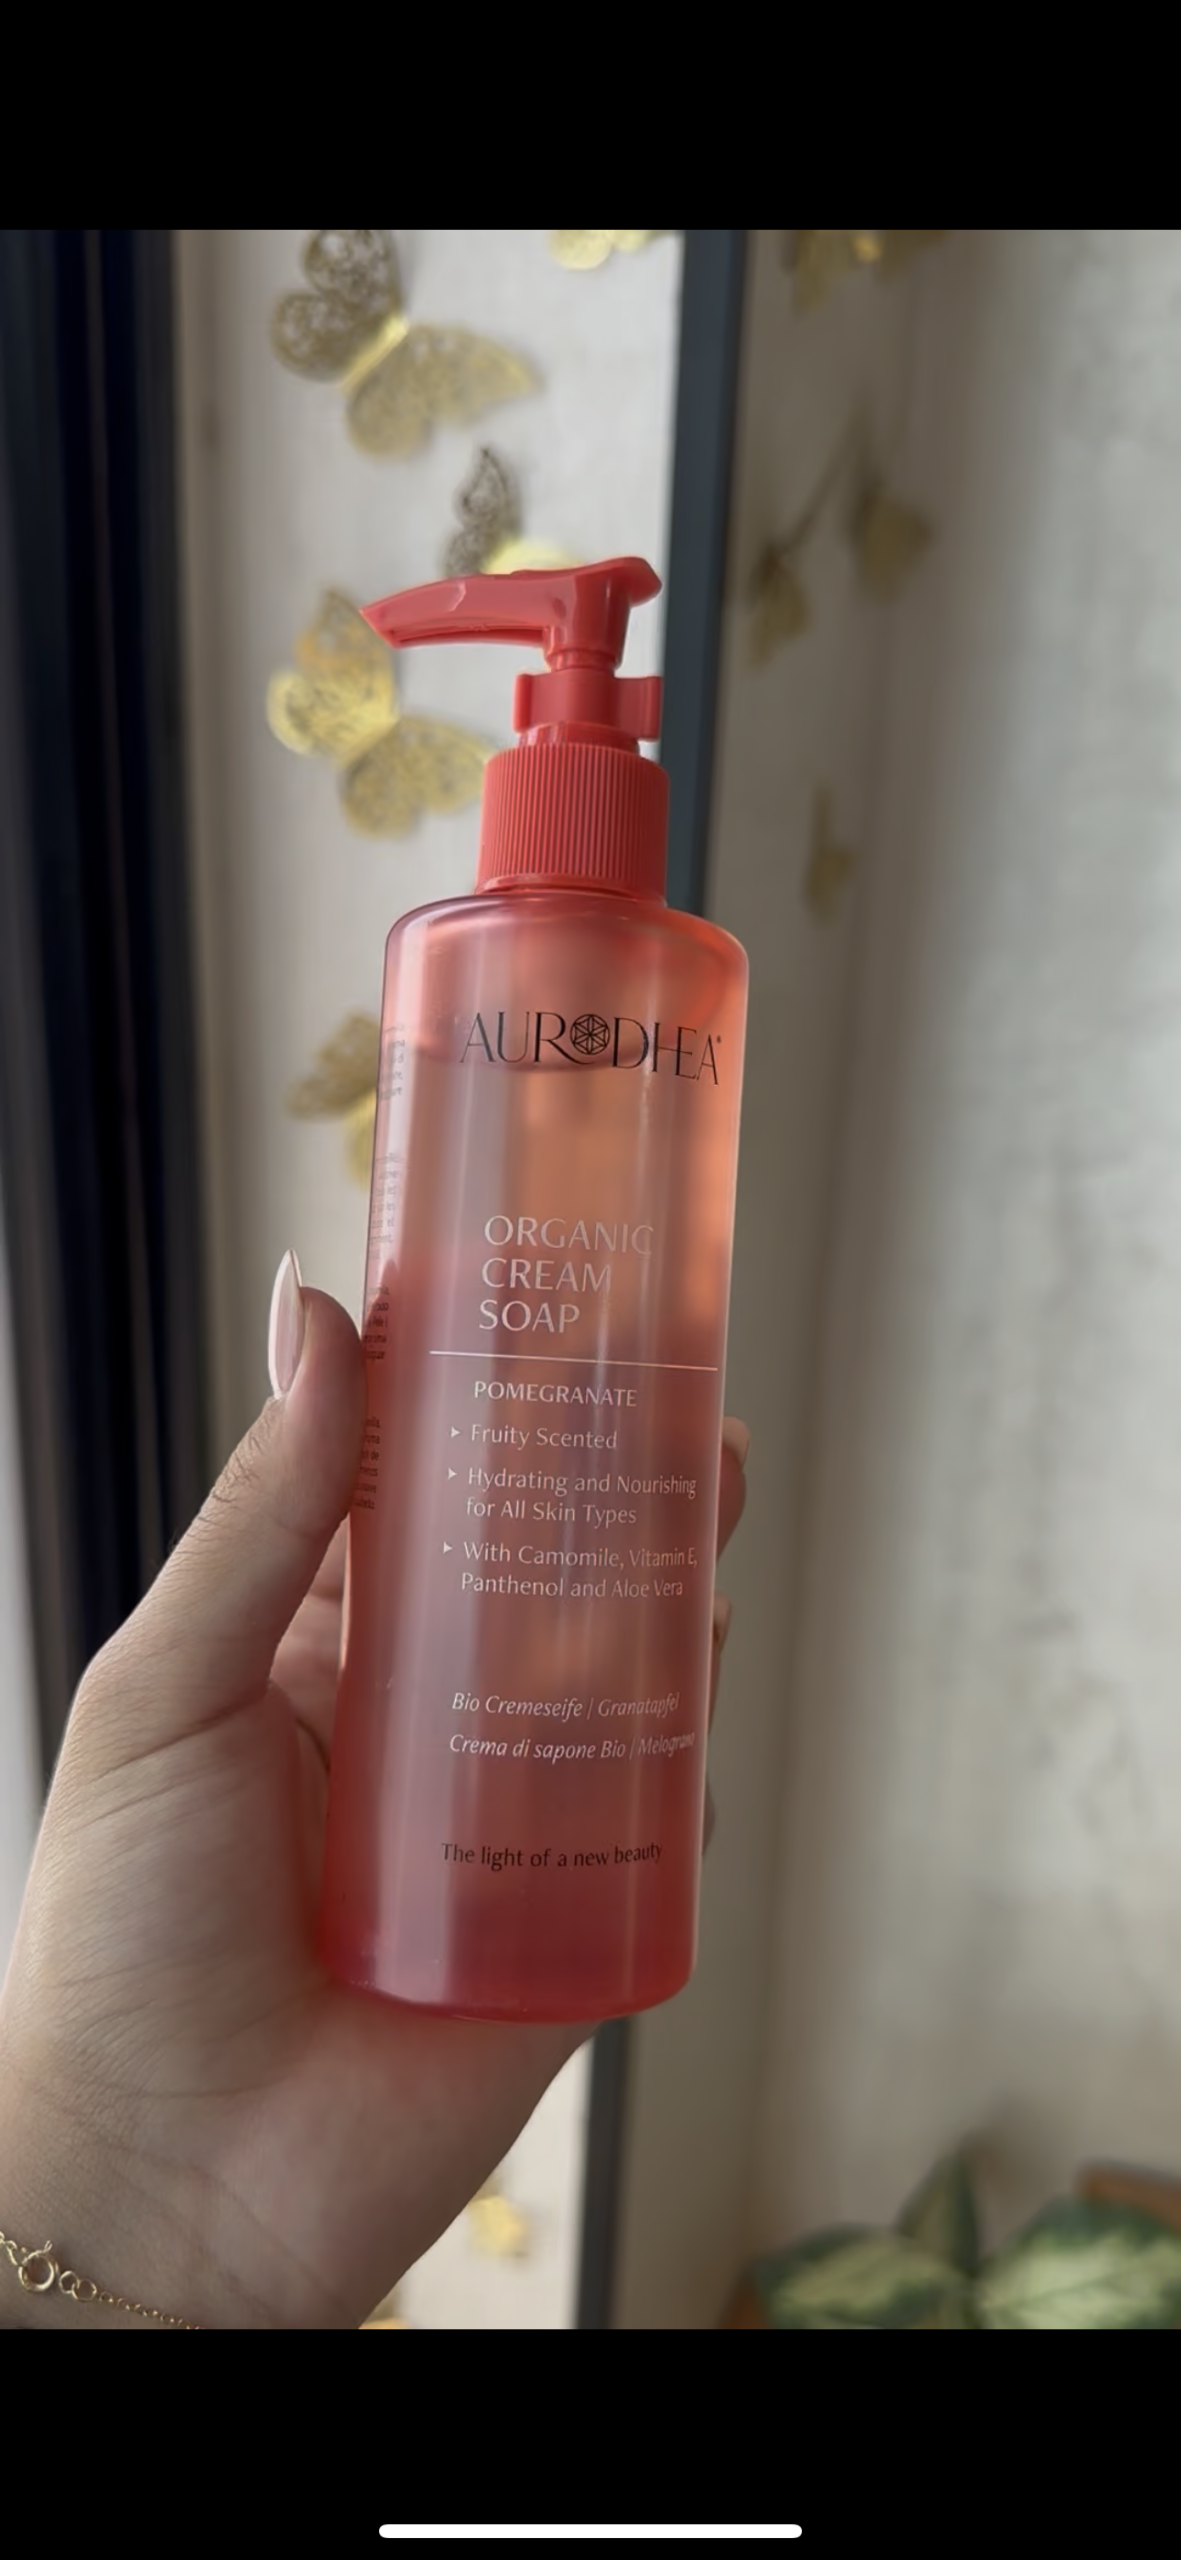 AURODHEA
ORGANIC
CREAM
SOAP
POMEGRANATE
▸ Fruity Scented
▸ Hydrating and Nourishing
for All Skin Types
▸ With Camomile, Vitamin E,
Panthenol and Aloe Vera
Bio Cremeseife | Granatapfel
Crema di sapone Bio | Melograno
The light of a new beauty